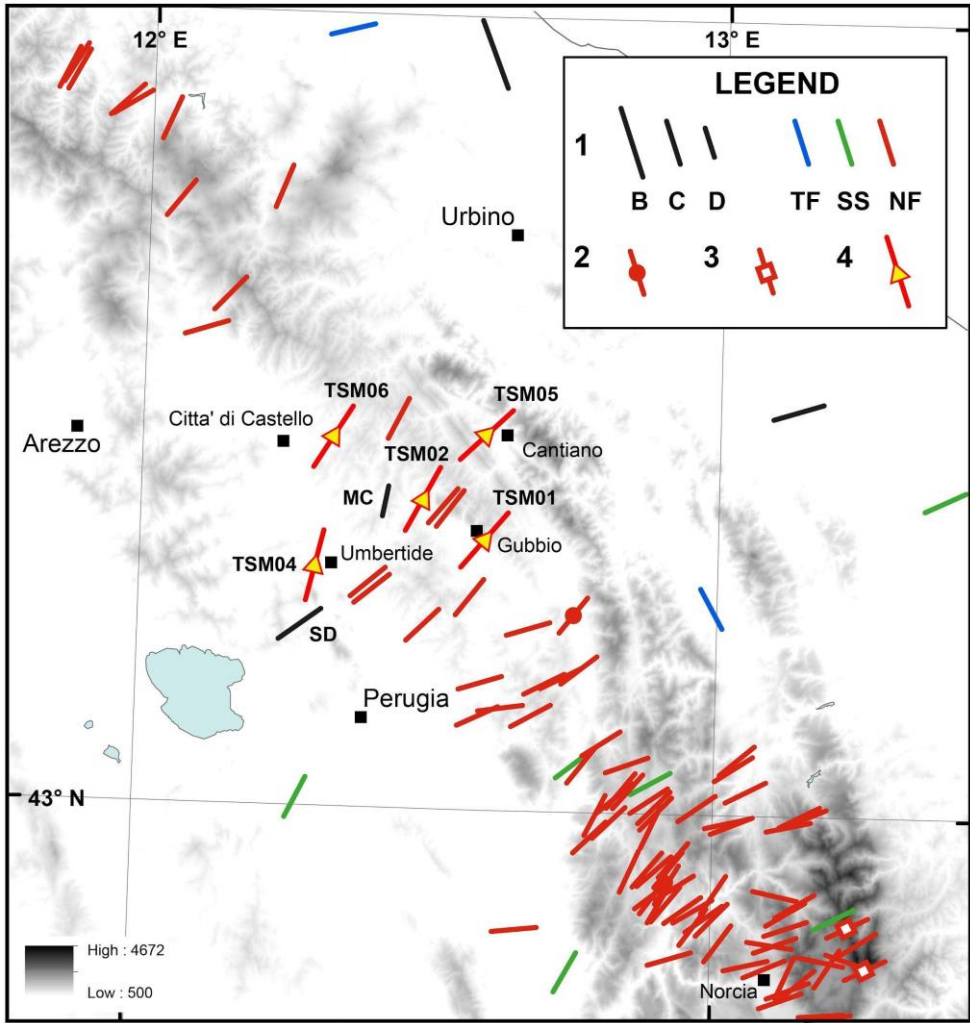 12° E
13° E
LEGEND
1
B C D TF SS NF
2 3 4
Urbino
TSM06
TSM05
Citta' di Castello
Arezzo
Cantiano
TSM02
MC
TSM01
Gubbio
TSM04
Umbertide
SD
Perugia
43° N
High : 4672
Low : 500
Norcia